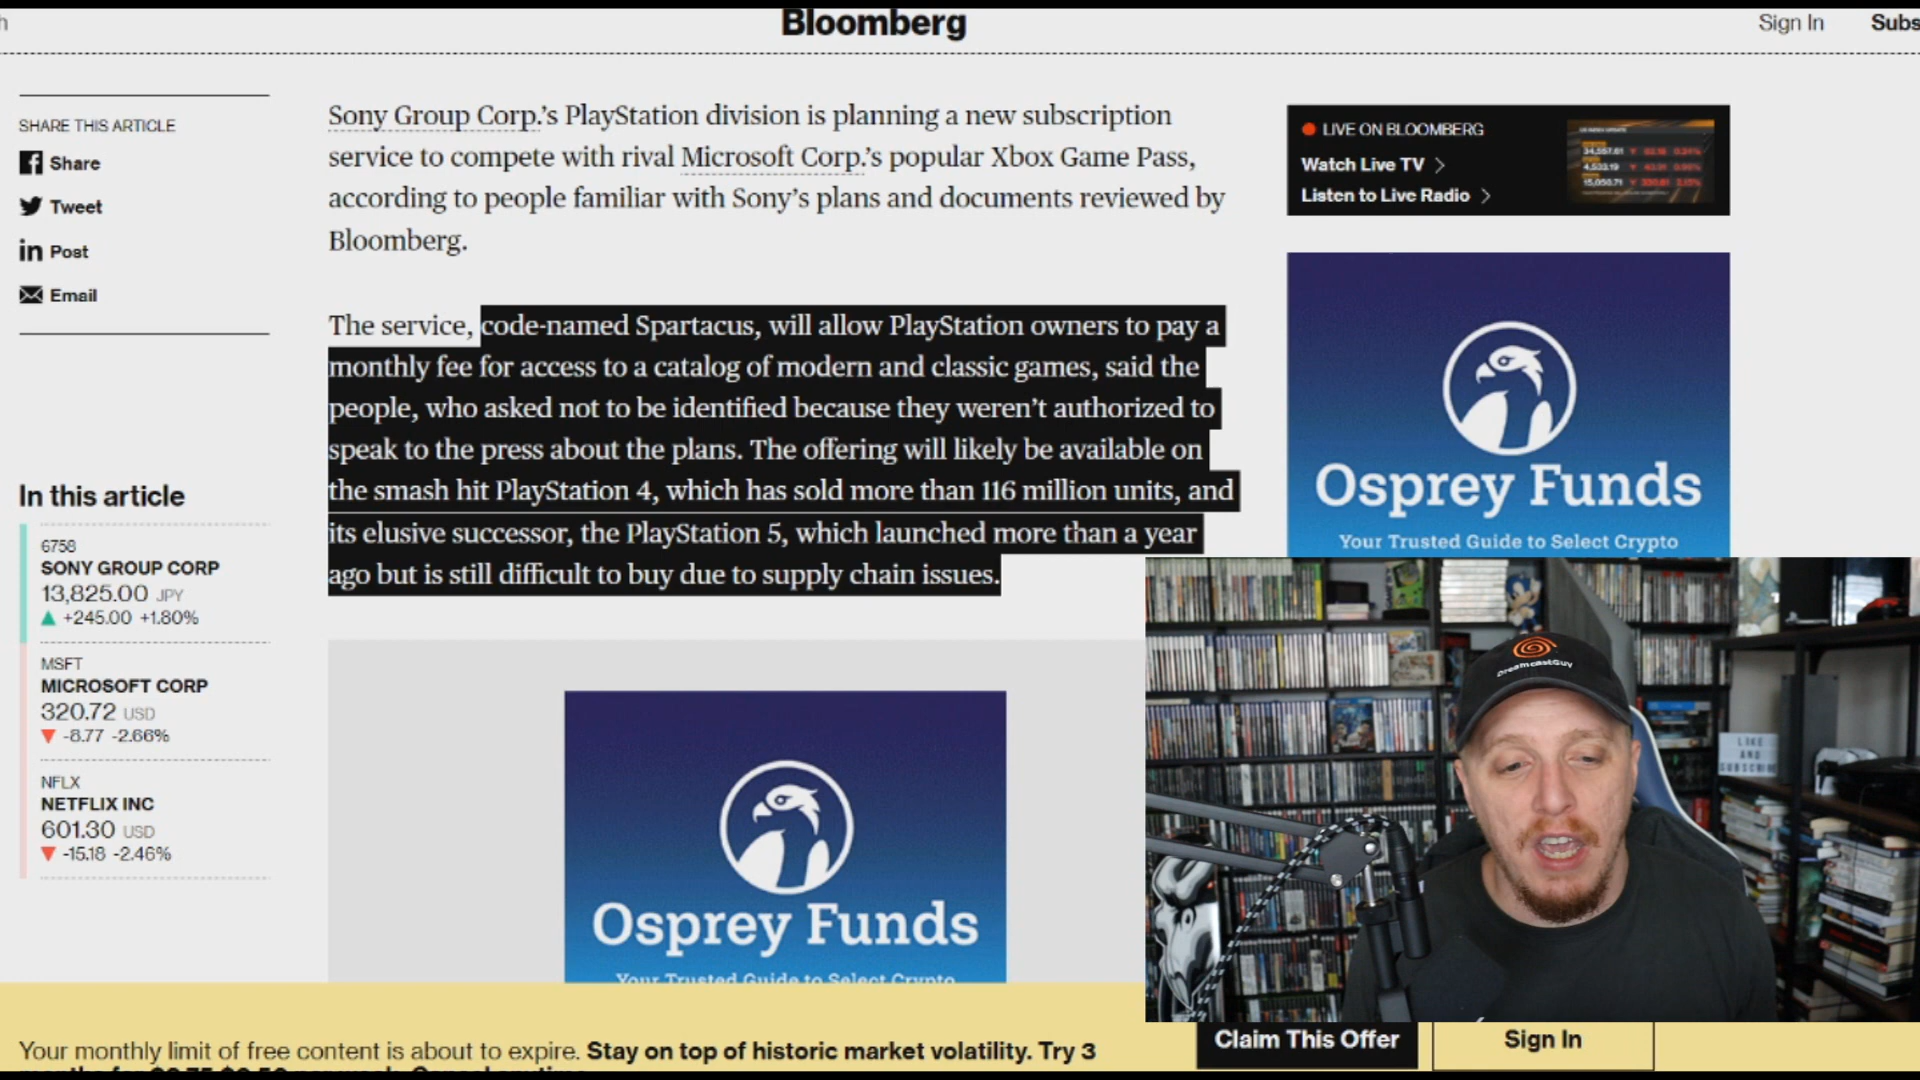 Bloomberg
Sign In
Subs
SHARE THIS ARTICLE
Share
Tweet
Post
Email
Sony Group Corp.'s PlayStation division is planning a new subscription
service to compete with rival Microsoft Corp.'s popular Xbox Game Pass,
according to people familiar with Sony's plans and documents reviewed by
Bloomberg.
The service, code-named Spartacus, will allow PlayStation owners to pay a
monthly fee for access to a catalog of modern and classic games, said the
people, who asked not to be identified because they weren't authorized to
speak to the press about the plans. The offering will likely be available on
the smash hit PlayStation 4, which has sold more than 116 million units, and
its elusive successor, the PlayStation 5, which launched more than a year
ago but is still difficult to buy due to supply chain issues.
LIVE ON BLOOMBERG
Watch Live TV
Listen to Live Radio
Osprey Funds
Your Trusted Guide to Select Crypto
In this article
6758
SONY GROUP CORP
13,825.00 JPY
+245.00 +1.80%
MSFT
MICROSOFT CORP
320.72 USD
-8.77 -2.66%
NFLX
NETFLIX INC
601.30 USD
-15.18 -2.46%
Osprey Funds
Your Trusted Guide to Select Crypto
DreamcastGuy
LIKE
AND
SUBSCRIBE
Your monthly limit of free content is about to expire. Stay on top of historic market volatility. Try 3
Claim This Offer
Sign In